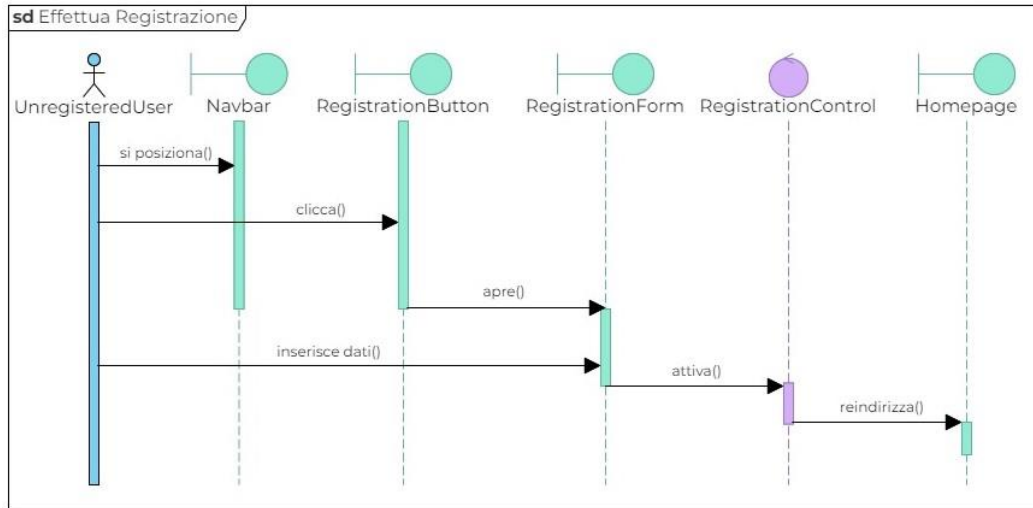 sd Effettua Registrazione
UnregisteredUser
Navbar
RegistrationButton
RegistrationForm
RegistrationControl
Homepage
si posiziona()
clicca()
apre()
inserisce dati()
attiva()
reindirizza()